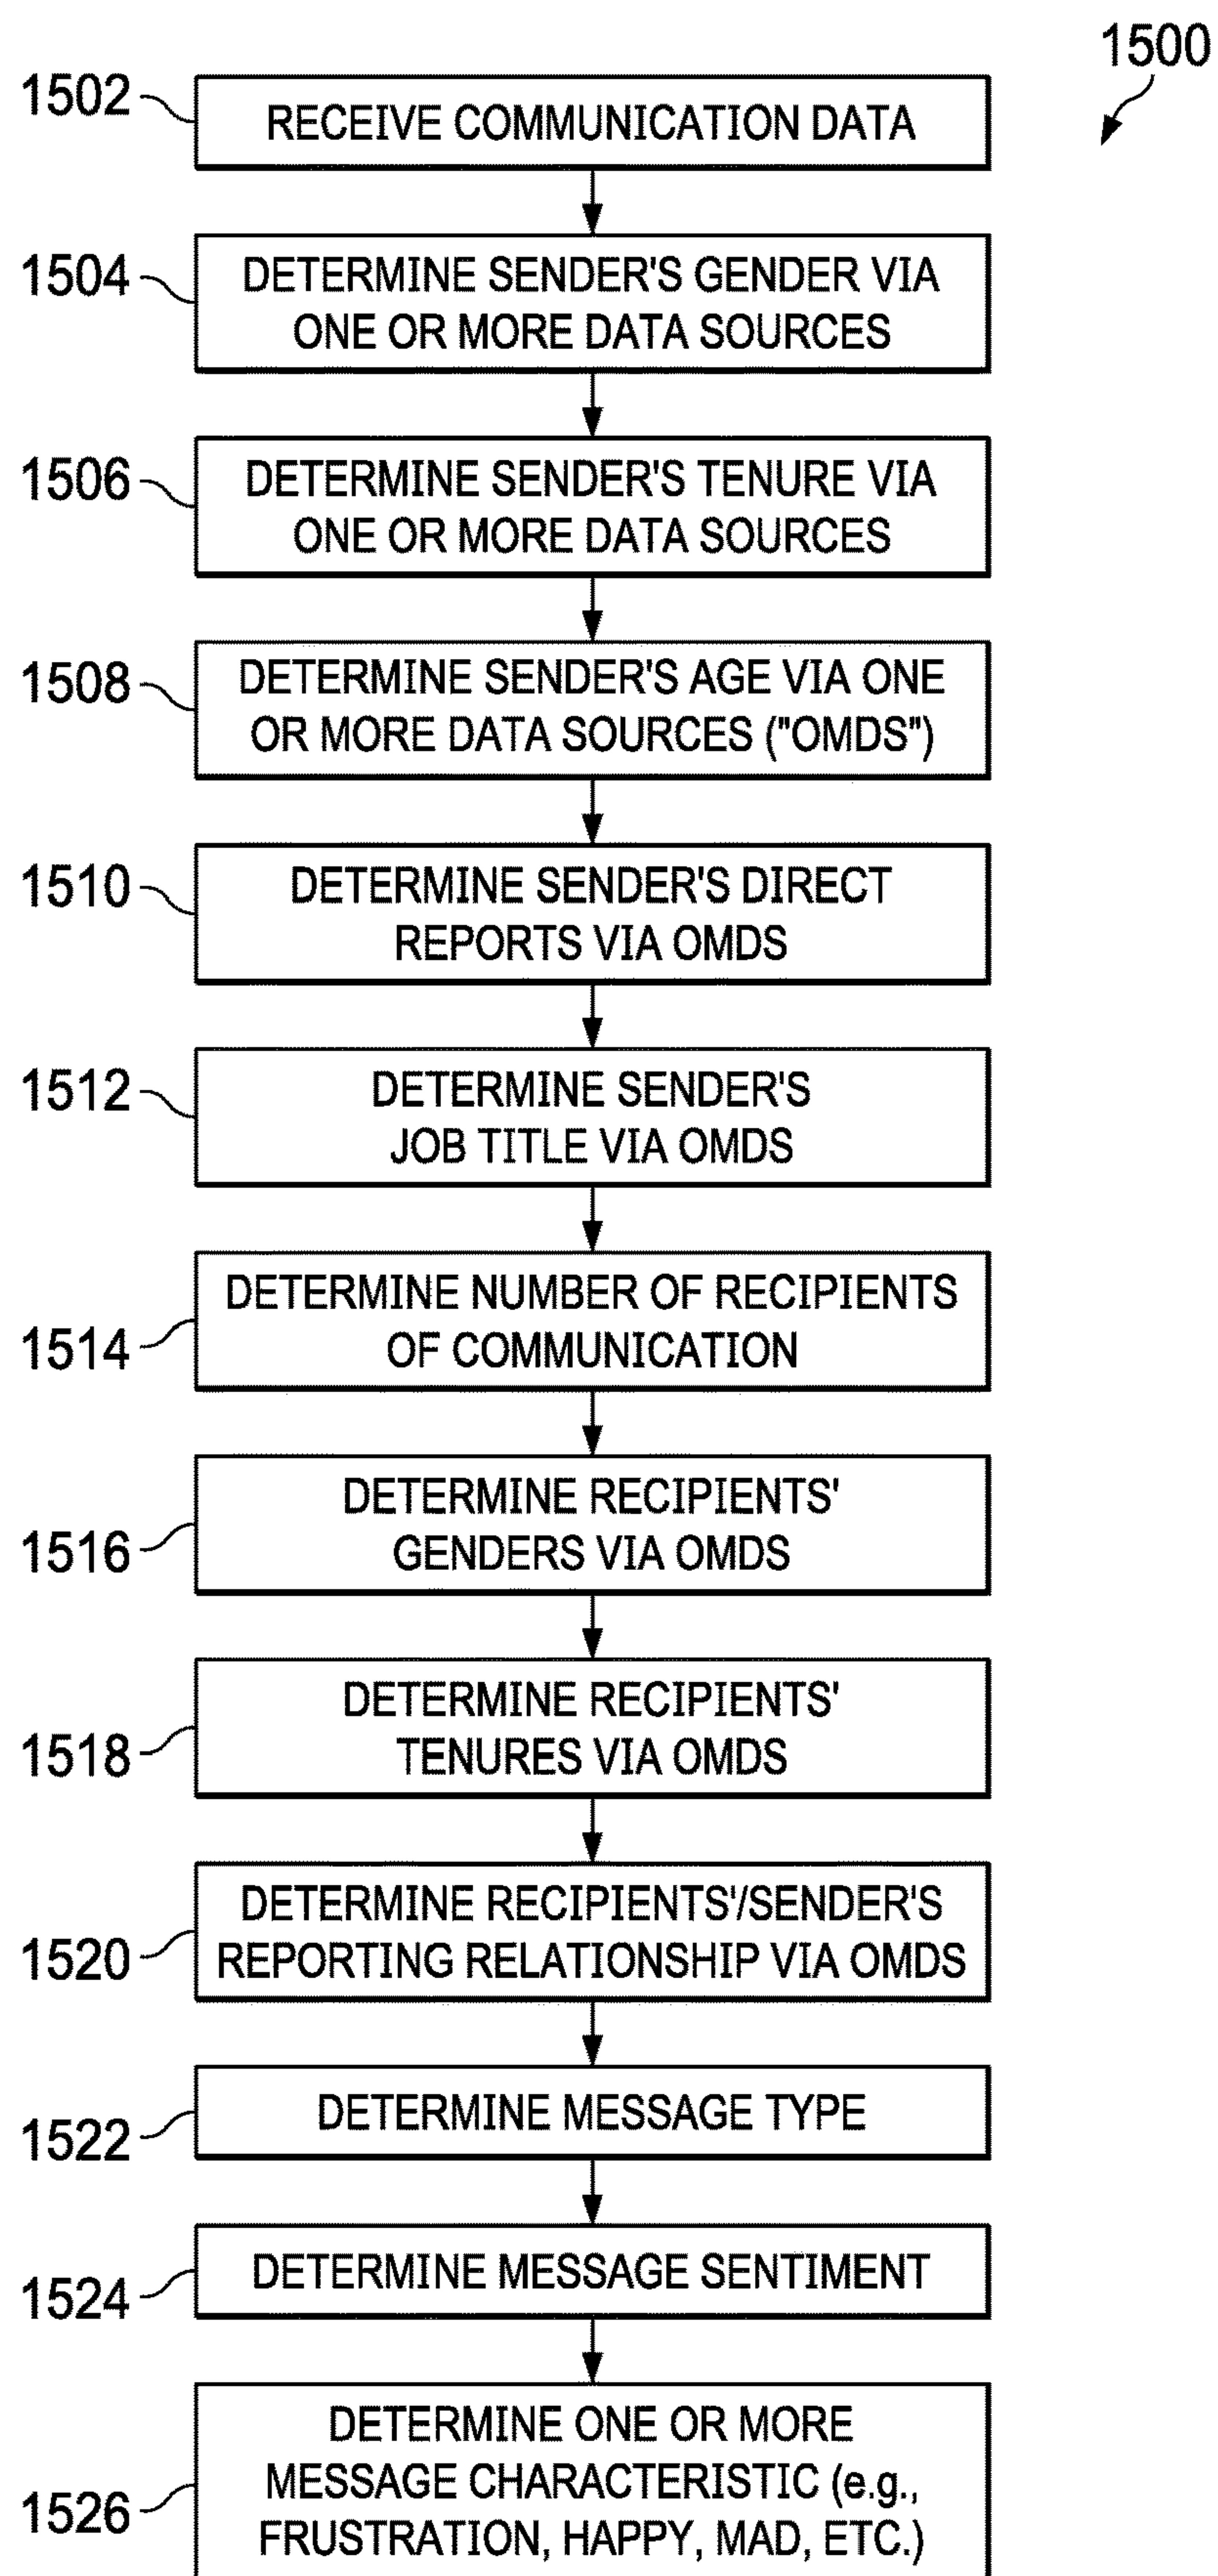 1500
1502
RECEIVE COMMUNICATION DATA
1504
DETERMINE SENDER'S GENDER VIA
ONE OR MORE DATA SOURCES
1506
DETERMINE SENDER'S TENURE VIA
ONE OR MORE DATA SOURCES
1508
DETERMINE SENDER'S AGE VIA ONE
OR MORE DATA SOURCES ("OMDS")
1510
DETERMINE SENDER'S DIRECT
REPORTS VIA OMDS
1512
DETERMINE SENDER'S
JOB TITLE VIA OMDS
1514
DETERMINE NUMBER OF RECIPIENTS
OF COMMUNICATION
1516
DETERMINE RECIPIENTS'
GENDERS VIA OMDS
1518
DETERMINE RECIPIENTS'
TENURES VIA OMDS
1520
DETERMINE RECIPIENTS'/SENDER'S
REPORTING RELATIONSHIP VIA OMDS
1522
DETERMINE MESSAGE TYPE
1524
DETERMINE MESSAGE SENTIMENT
1526
DETERMINE ONE OR MORE
MESSAGE CHARACTERISTIC (e.g.,
FRUSTRATION, HAPPY, MAD, ETC.)